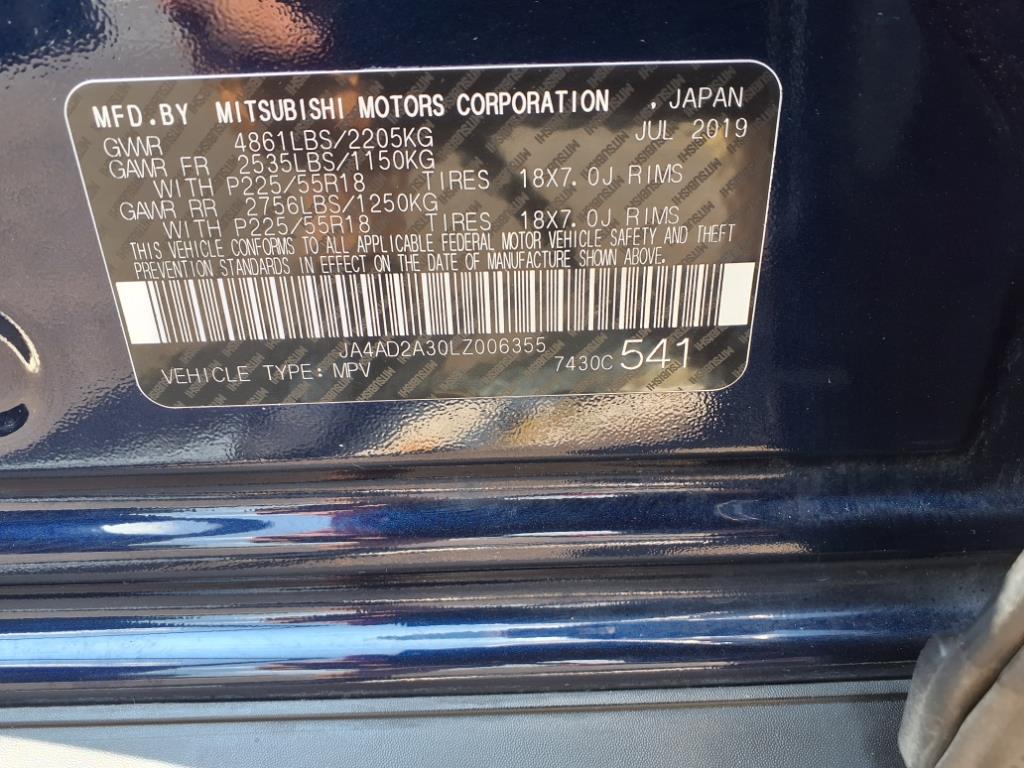 MFD.BY MITSUBISHI MOTORS CORPORATION , JAPAN
GVWR 4861LBS/2205KG JUL 2019
GAWR FR 2535LBS/1150KG
WITH P225/55R18 TIRES 18X7.0J RIMS
GAWR RR 2756LBS/1250KG
WITH P225/55R18 TIRES 18X7.0J RIMS
THIS VEHICLE CONFORMS TO ALL APPLICABLE FEDERAL MOTOR VEHICLE SAFETY AND THEFT
PREVENTION STANDARDS IN EFFECT ON THE DATE OF MANUFACTURE SHOWN ABOVE.
JA4AD2A30LZ006355
VEHICLE TYPE: MPV 7430C 541